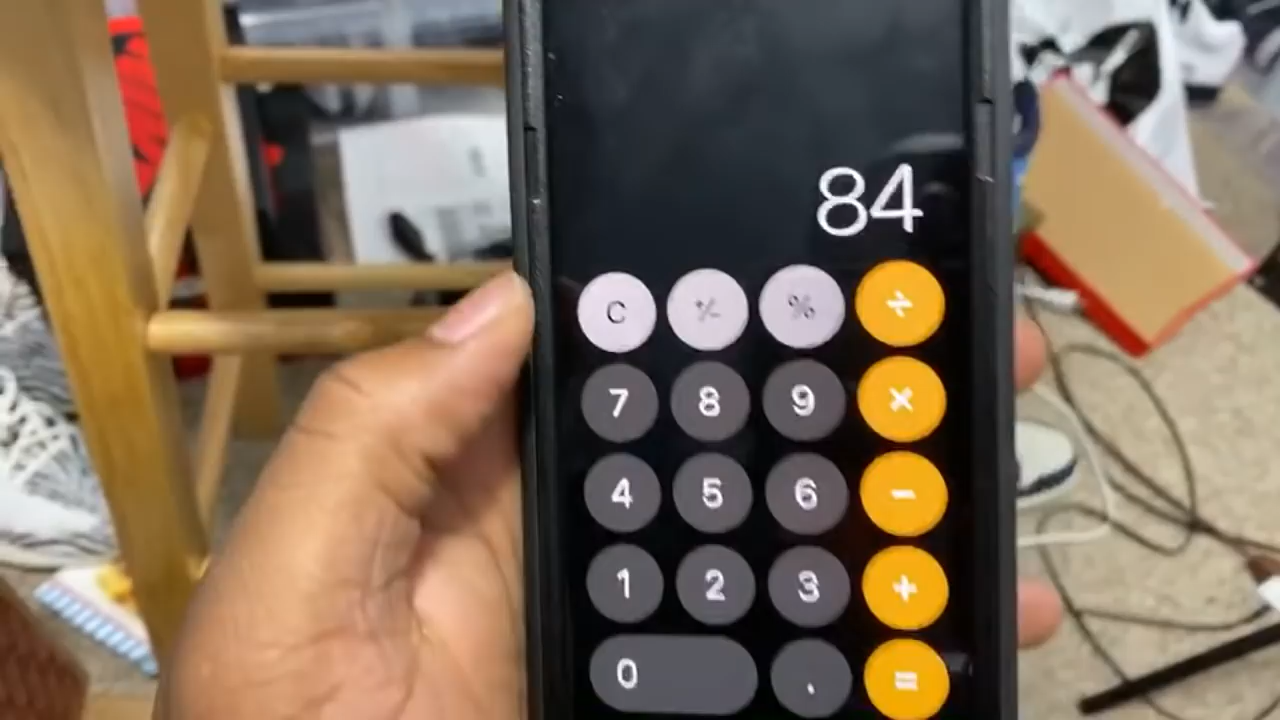 84
C +/- % ÷
7 8 9 ×
4 5 6 −
1 2 3 +
0 . =